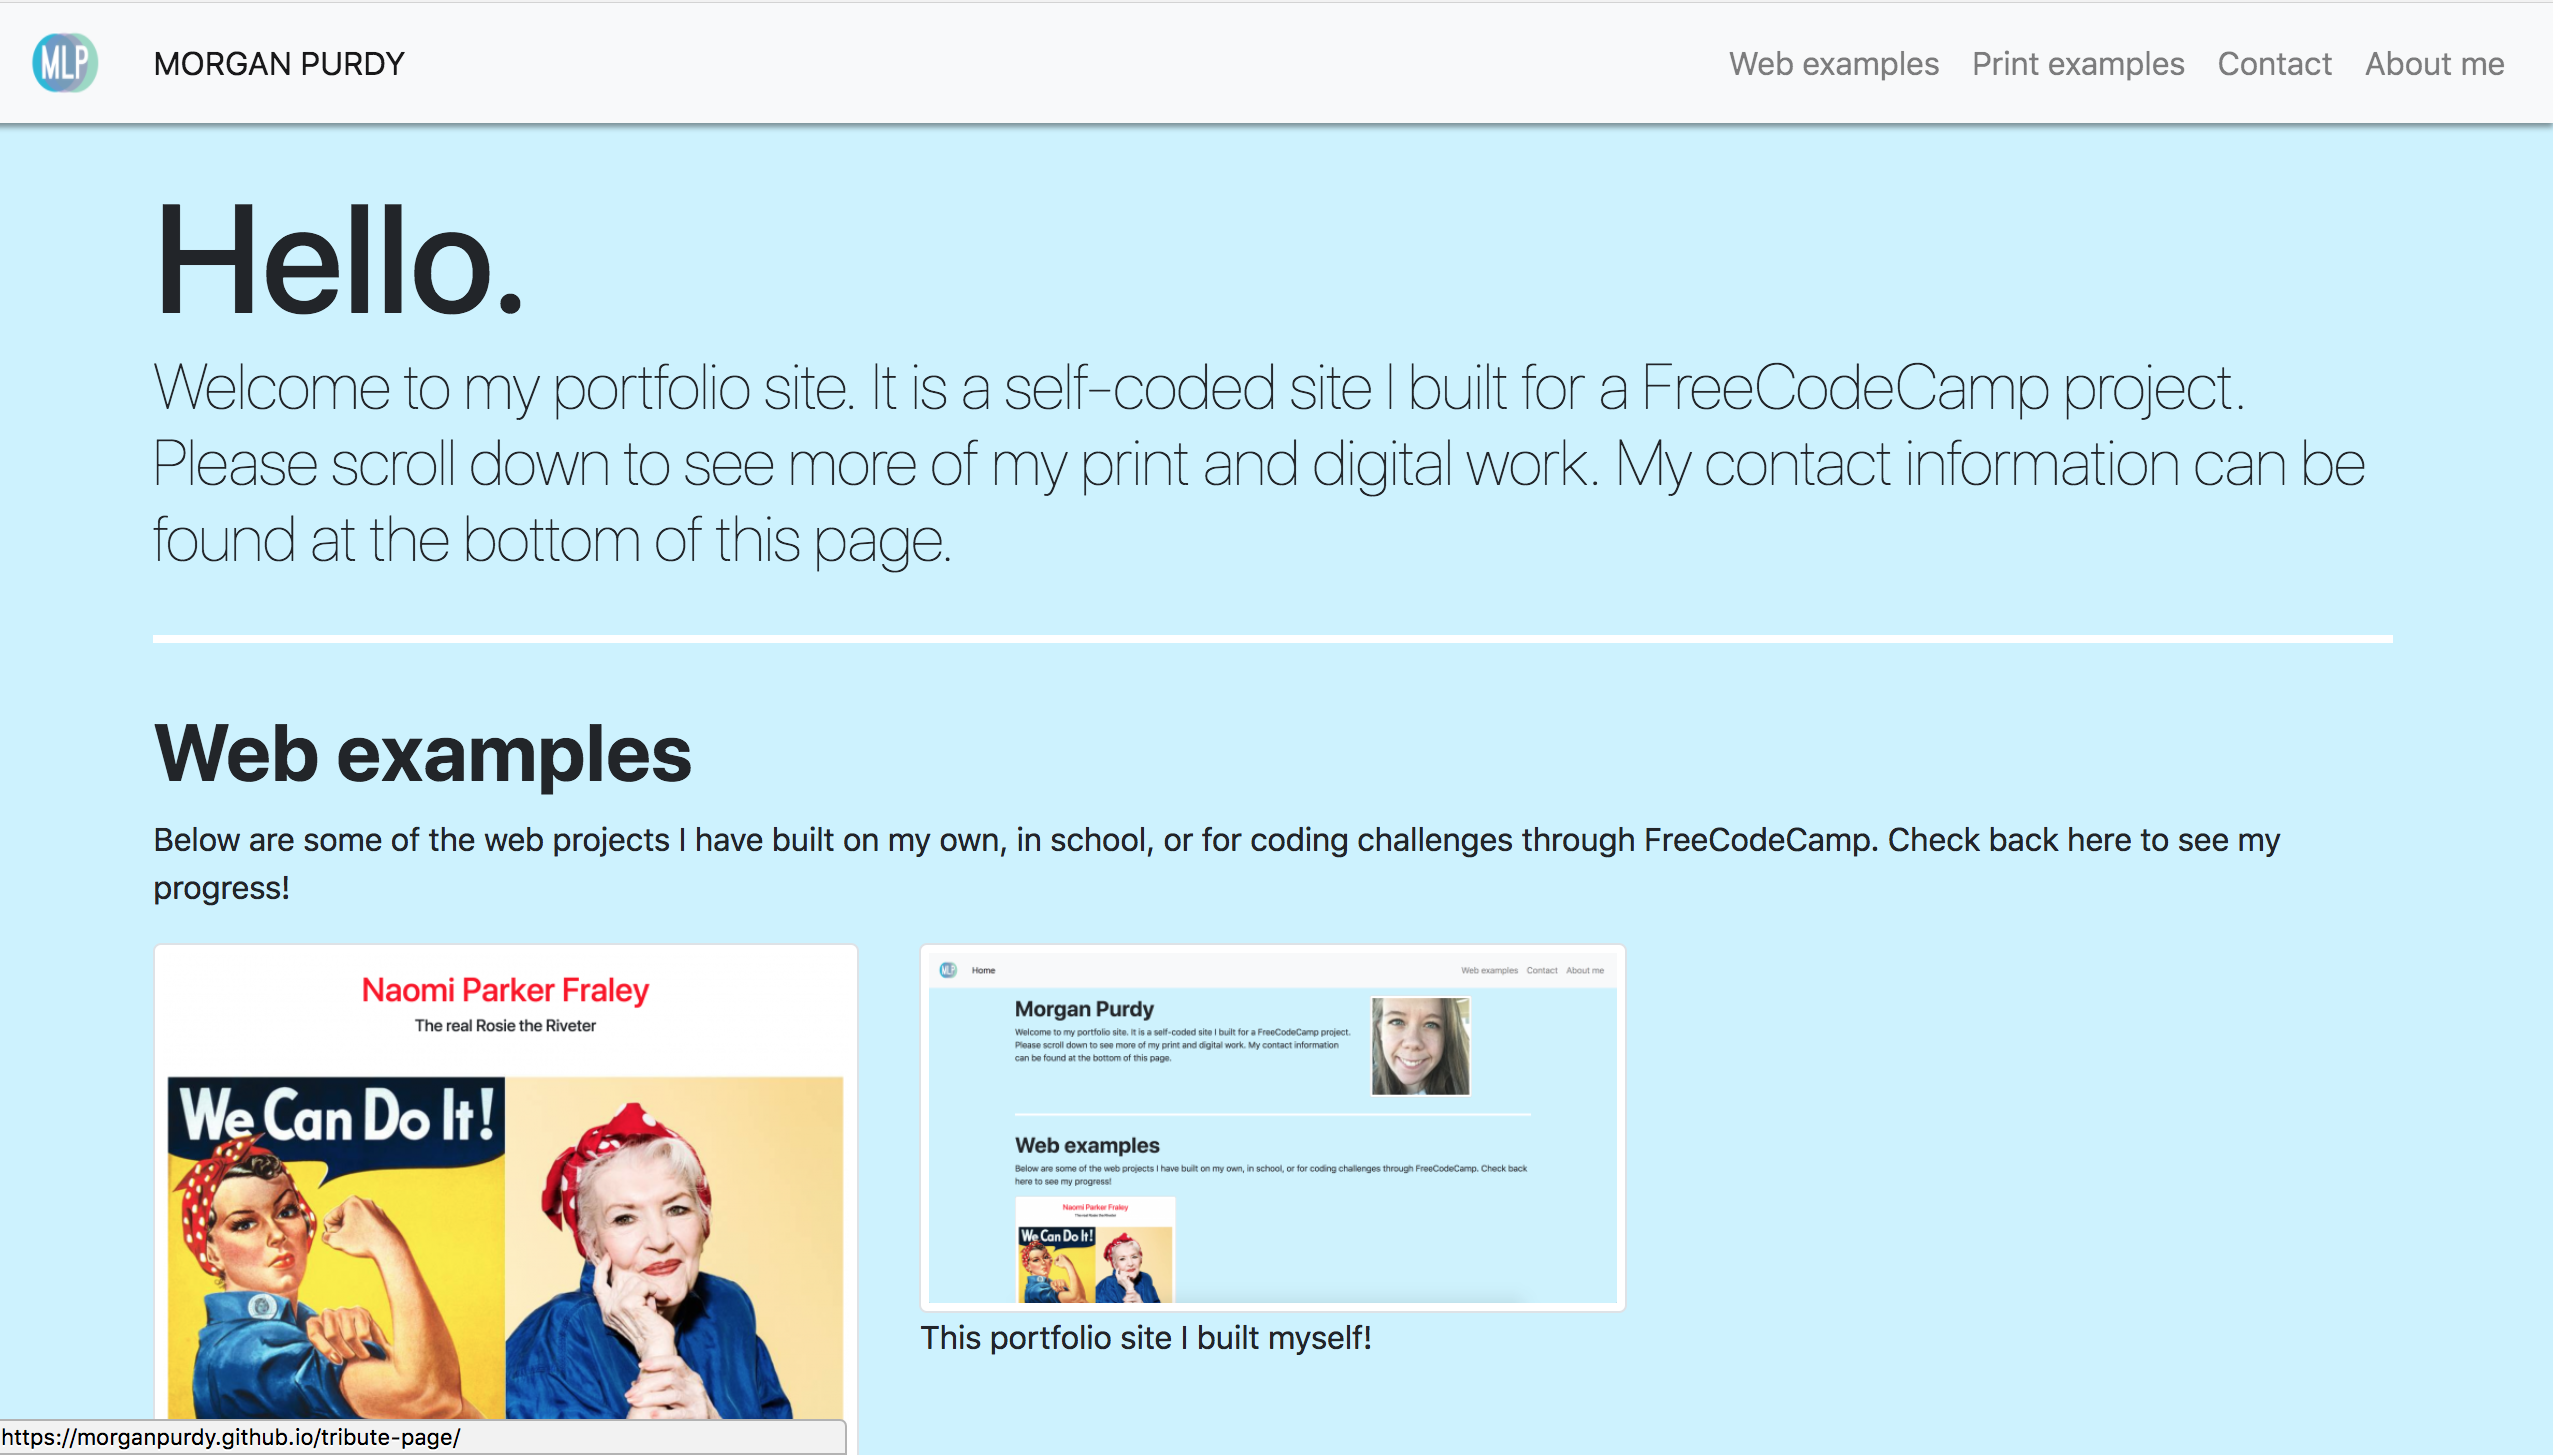 MLP
MORGAN PURDY
Web examples
Print examples
Contact
About me
Hello.
Welcome to my portfolio site. It is a self-coded site I built for a FreeCodeCamp project.
Please scroll down to see more of my print and digital work. My contact information can be
found at the bottom of this page.
Web examples
Below are some of the web projects I have built on my own, in school, or for coding challenges through FreeCodeCamp. Check back here to see my
progress!
Naomi Parker Fraley
The real Rosie the Riveter
We Can Do It!
MLP
Home
Web examples
Contact
About me
Morgan Purdy
Welcome to my portfolio site. It is a self-coded site I built for a FreeCodeCamp project.
Please scroll down to see more of my print and digital work. My contact information
can be found at the bottom of this page.
Web examples
Below are some of the web projects I have built on my own, in school, or for coding challenges through FreeCodeCamp. Check back
here to see my progress!
Naomi Parker Fraley
The real Rosie the Riveter
We Can Do It!
This portfolio site I built myself!
https://morganpurdy.github.io/tribute-page/